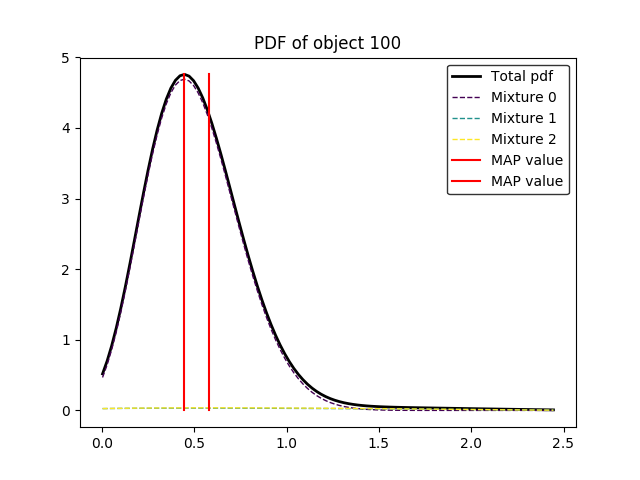 PDF of object 100
5
4
3
2
1
0
0.0 0.5 1.0 1.5 2.0 2.5
Total pdf
Mixture 0
Mixture 1
Mixture 2
MAP value
MAP value